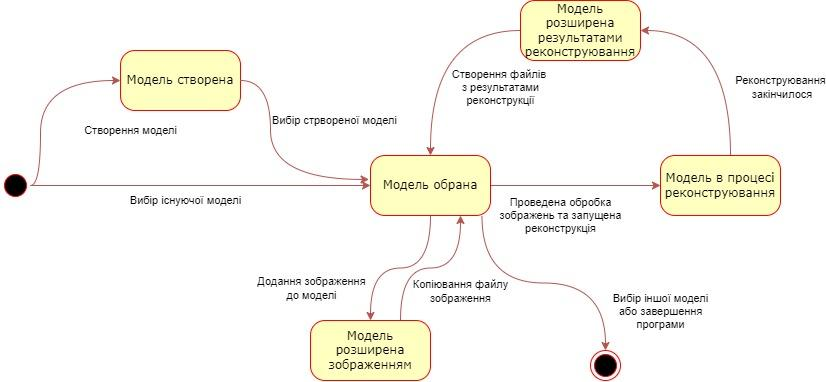 Модель
розширена
результатами
реконструювання
Модель створена
Створення файлів
з результатами
реконструкції
Реконструювання
закінчилося
Створення моделі
Вибір стрвореної моделі
Модель обрана
Модель в процесі
реконструювання
Вибір існуючої моделі
Проведена обробка
зображень та запущена
реконструкція
Додання зображення
до моделі
Копіювання файлу
зображення
Вибір іншої моделі
або завершення
програми
Модель
розширена
зображенням